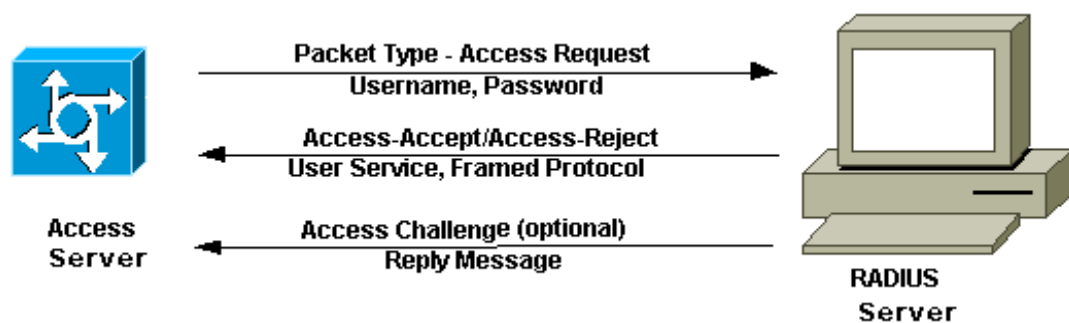 Packet Type - Access Request
Username, Password
Access-Accept/Access-Reject
User Service, Framed Protocol
Access Challenge (optional)
Reply Message
Access
Server
RADIUS
Server